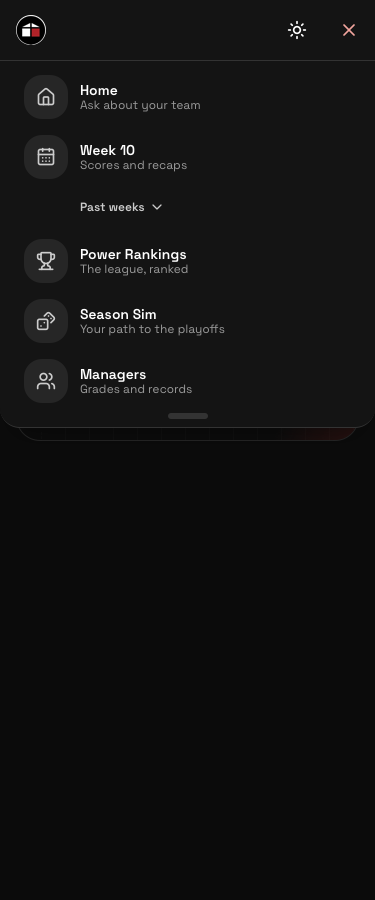 Home
Ask about your team
Week 10
Scores and recaps
Past weeks
Power Rankings
The league, ranked
Season Sim
Your path to the playoffs
Managers
Grades and records